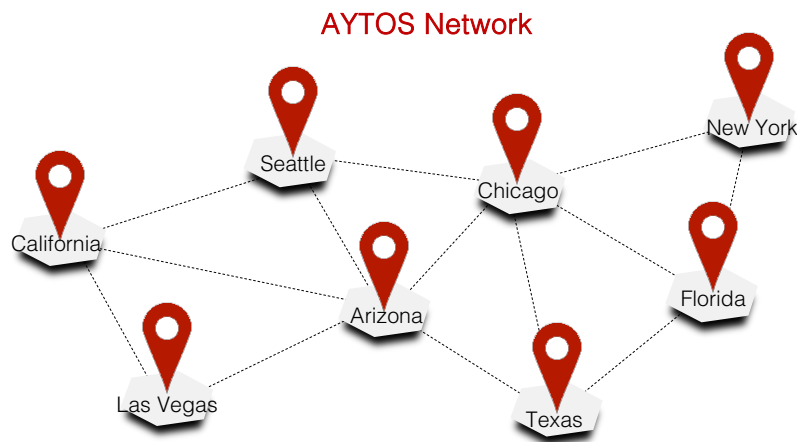 AYTOS Network
New York
Seattle
Chicago
California
Florida
Arizona
Las Vegas
Texas